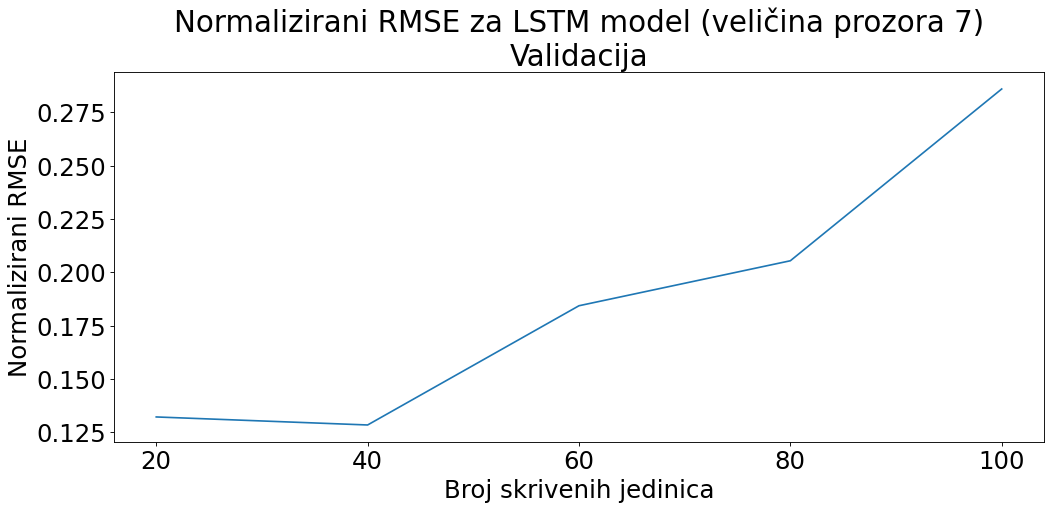 Normalizirani RMSE za LSTM model (veličina prozora 7)
Validacija
Normalizirani RMSE
0.275
0.250
0.225
0.200
0.175
0.150
0.125
20 40 60 80 100
Broj skrivenih jedinica